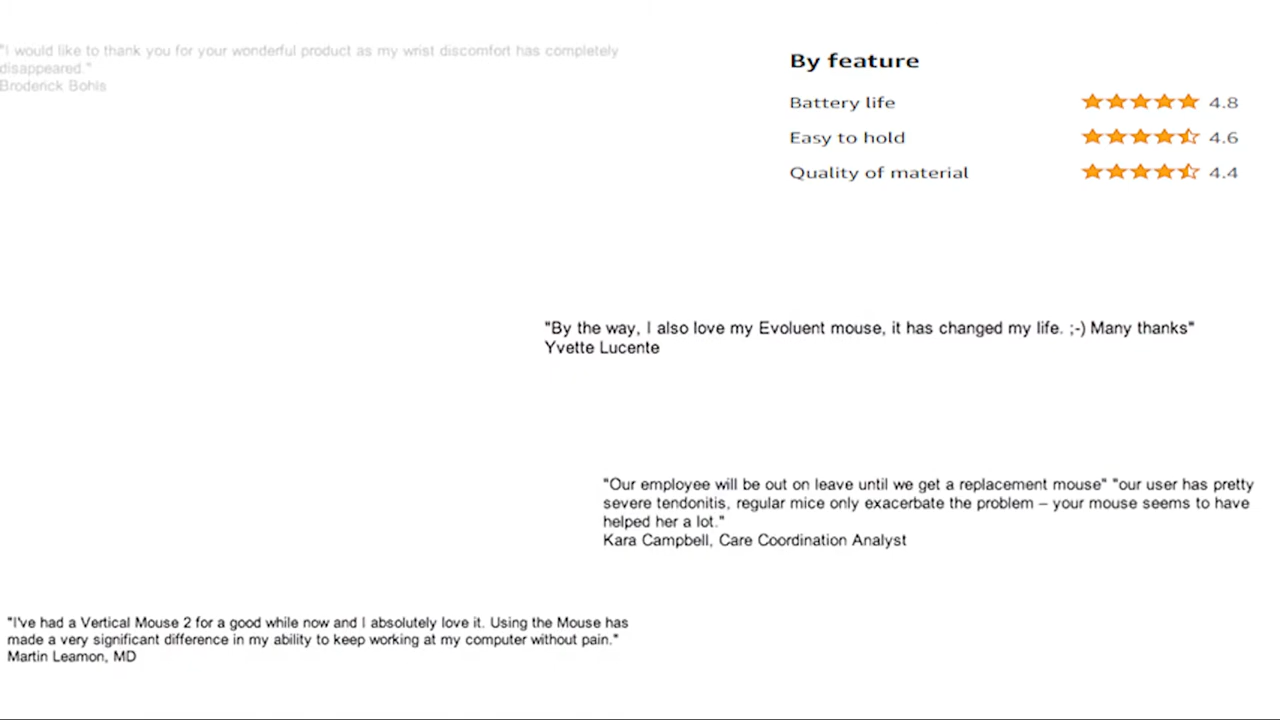 "I would like to thank you for your wonderful product as my wrist discomfort has completely
disappeared."
Broderick Bohls
By feature
Battery life 4.8
Easy to hold 4.6
Quality of material 4.4
"By the way, I also love my Evoluent mouse, it has changed my life. ;-) Many thanks"
Yvette Lucente
"Our employee will be out on leave until we get a replacement mouse" "our user has pretty
severe tendonitis, regular mice only exacerbate the problem – your mouse seems to have
helped her a lot."
Kara Campbell, Care Coordination Analyst
"I've had a Vertical Mouse 2 for a good while now and I absolutely love it. Using the Mouse has
made a very significant difference in my ability to keep working at my computer without pain."
Martin Leamon, MD